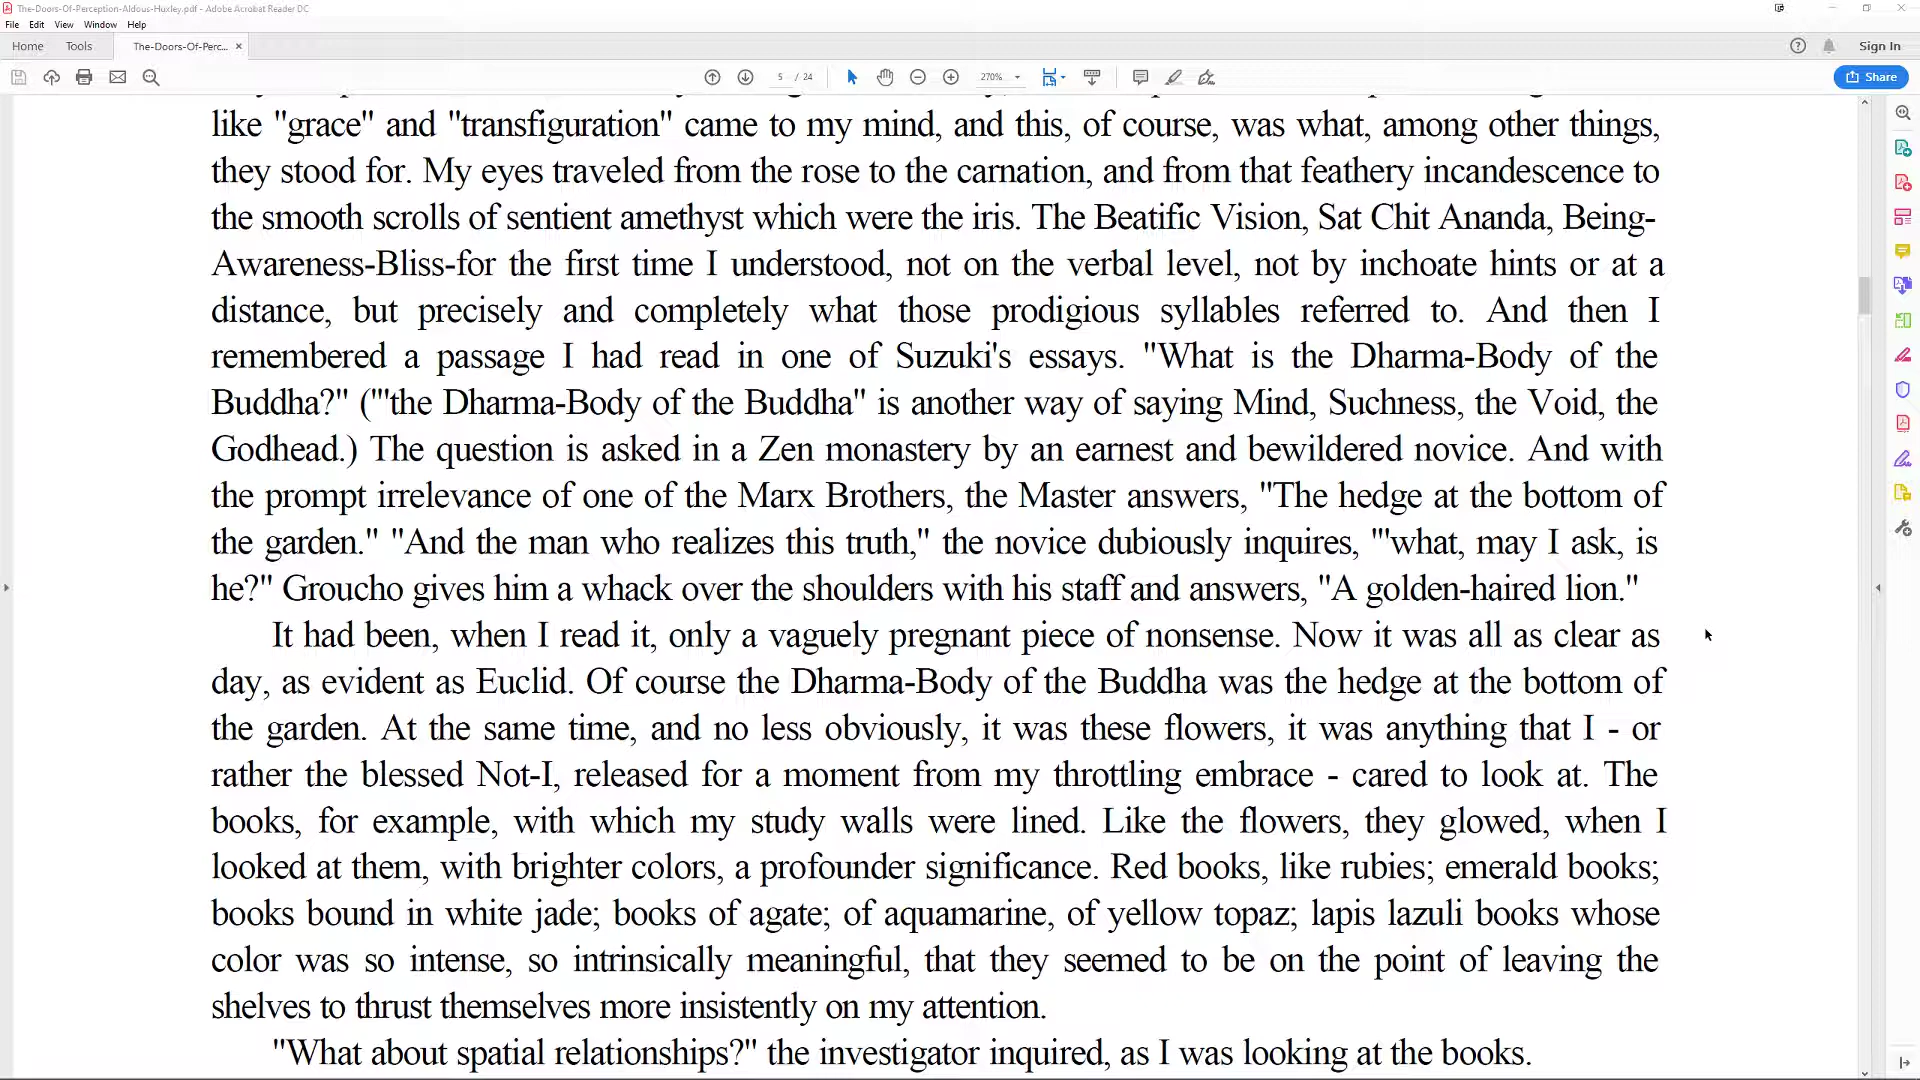 The-Doors-Of-Perception-Aldous-Huxley.pdf - Adobe Acrobat Reader DC
File Edit View Window Help
Home Tools The-Doors-Of-Perc... × Sign In
5 / 24 270% Share
like "grace" and "transfiguration" came to my mind, and this, of course, was what, among other things,
they stood for. My eyes traveled from the rose to the carnation, and from that feathery incandescence to
the smooth scrolls of sentient amethyst which were the iris. The Beatific Vision, Sat Chit Ananda, Being-
Awareness-Bliss-for the first time I understood, not on the verbal level, not by inchoate hints or at a
distance, but precisely and completely what those prodigious syllables referred to. And then I
remembered a passage I had read in one of Suzuki's essays. "What is the Dharma-Body of the
Buddha?" ("'the Dharma-Body of the Buddha" is another way of saying Mind, Suchness, the Void, the
Godhead.) The question is asked in a Zen monastery by an earnest and bewildered novice. And with
the prompt irrelevance of one of the Marx Brothers, the Master answers, "The hedge at the bottom of
the garden." "And the man who realizes this truth," the novice dubiously inquires, "'what, may I ask, is
he?" Groucho gives him a whack over the shoulders with his staff and answers, "A golden-haired lion."
It had been, when I read it, only a vaguely pregnant piece of nonsense. Now it was all as clear as
day, as evident as Euclid. Of course the Dharma-Body of the Buddha was the hedge at the bottom of
the garden. At the same time, and no less obviously, it was these flowers, it was anything that I - or
rather the blessed Not-I, released for a moment from my throttling embrace - cared to look at. The
books, for example, with which my study walls were lined. Like the flowers, they glowed, when I
looked at them, with brighter colors, a profounder significance. Red books, like rubies; emerald books;
books bound in white jade; books of agate; of aquamarine, of yellow topaz; lapis lazuli books whose
color was so intense, so intrinsically meaningful, that they seemed to be on the point of leaving the
shelves to thrust themselves more insistently on my attention.
"What about spatial relationships?" the investigator inquired, as I was looking at the books.